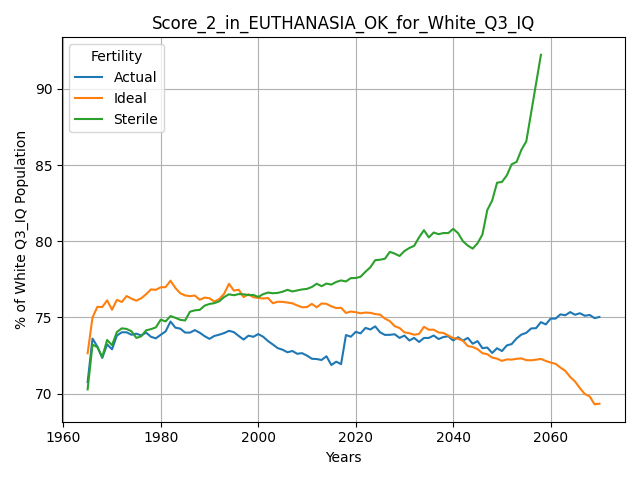 Score_2_in_EUTHANASIA_OK_for_White_Q3_IQ
Fertility
Actual
Ideal
Sterile
% of White Q3_IQ Population
90
85
80
75
70
1960
1980
2000
2020
2040
2060
Years